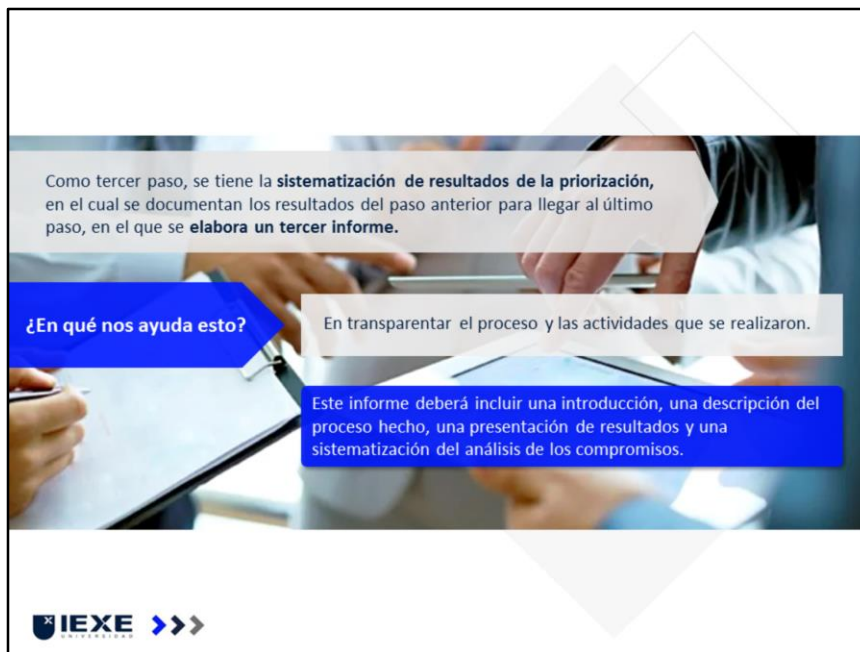 Como tercer paso, se tiene la sistematización de resultados de la priorización,
en el cual se documentan los resultados del paso anterior para llegar al último
paso, en el que se elabora un tercer informe.
¿En qué nos ayuda esto?
En transparentar el proceso y las actividades que se realizaron.
Este informe deberá incluir una introducción, una descripción del
proceso hecho, una presentación de resultados y una
sistematización del análisis de los compromisos.
IEXE
UNIVERSIDAD